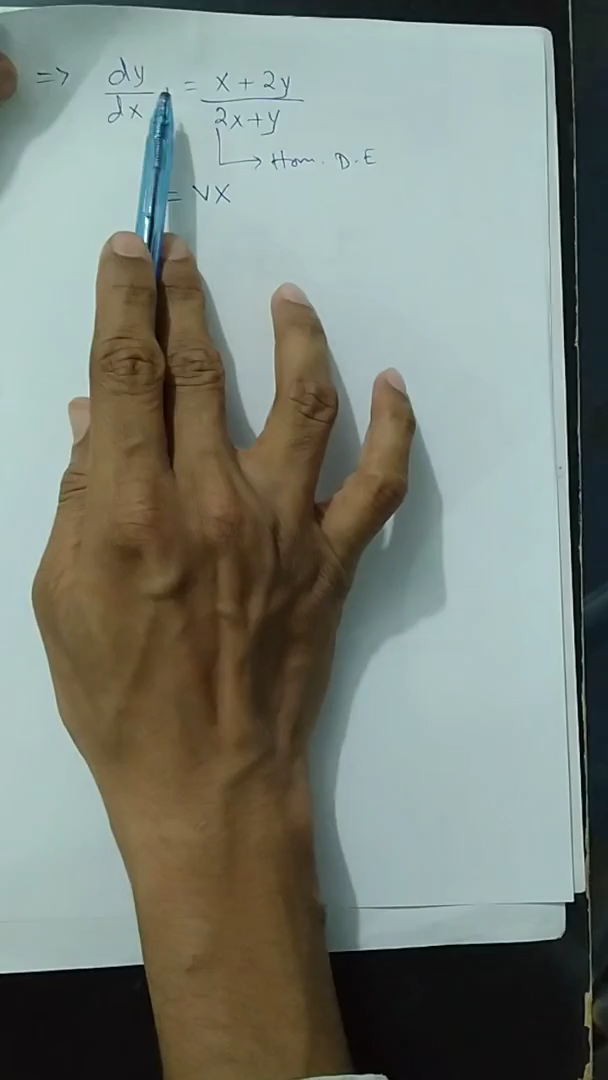 => dy/dx = x + 2y / 2x+y
→ Hom. D.E
= vx